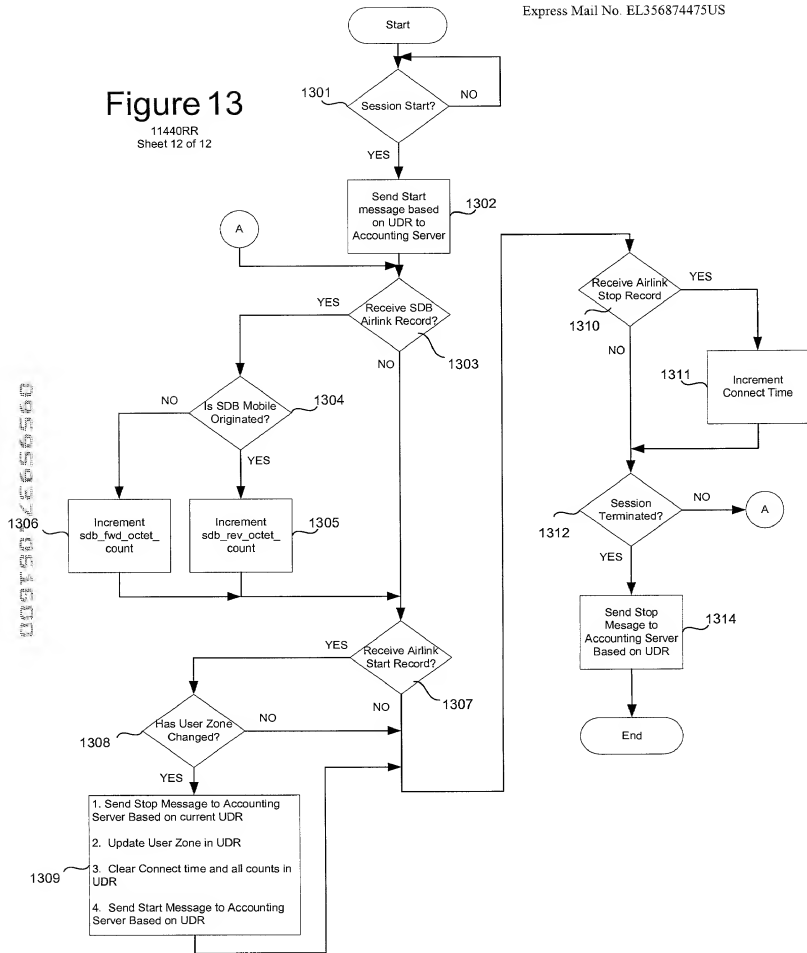 Express Mail No. EL356874475US
Figure 13
11440RR
Sheet 12 of 12
Start
1301
Session Start?
NO
YES
Send Start
message based
on UDR to
Accounting Server
1302
A
YES
Receive SDB
Airlink Record?
1303
NO
NO
Is SDB Mobile
Originated?
1304
YES
1306
Increment
sdb_fwd_octet_
count
Increment
sdb_rev_octet_
count
1305
YES
Receive Airlink
Start Record?
1307
NO
1308
Has User Zone
Changed?
NO
YES
1309
1. Send Stop Message to Accounting
Server Based on current UDR
2. Update User Zone in UDR
3. Clear Connect time and all counts in
UDR
4. Send Start Message to Accounting
Server Based on UDR
Receive Airlink
Stop Record
YES
1310
NO
1311
Increment
Connect Time
1312
Session
Terminated?
NO
A
YES
Send Stop
Mesage to
Accounting Server
Based on UDR
1314
End